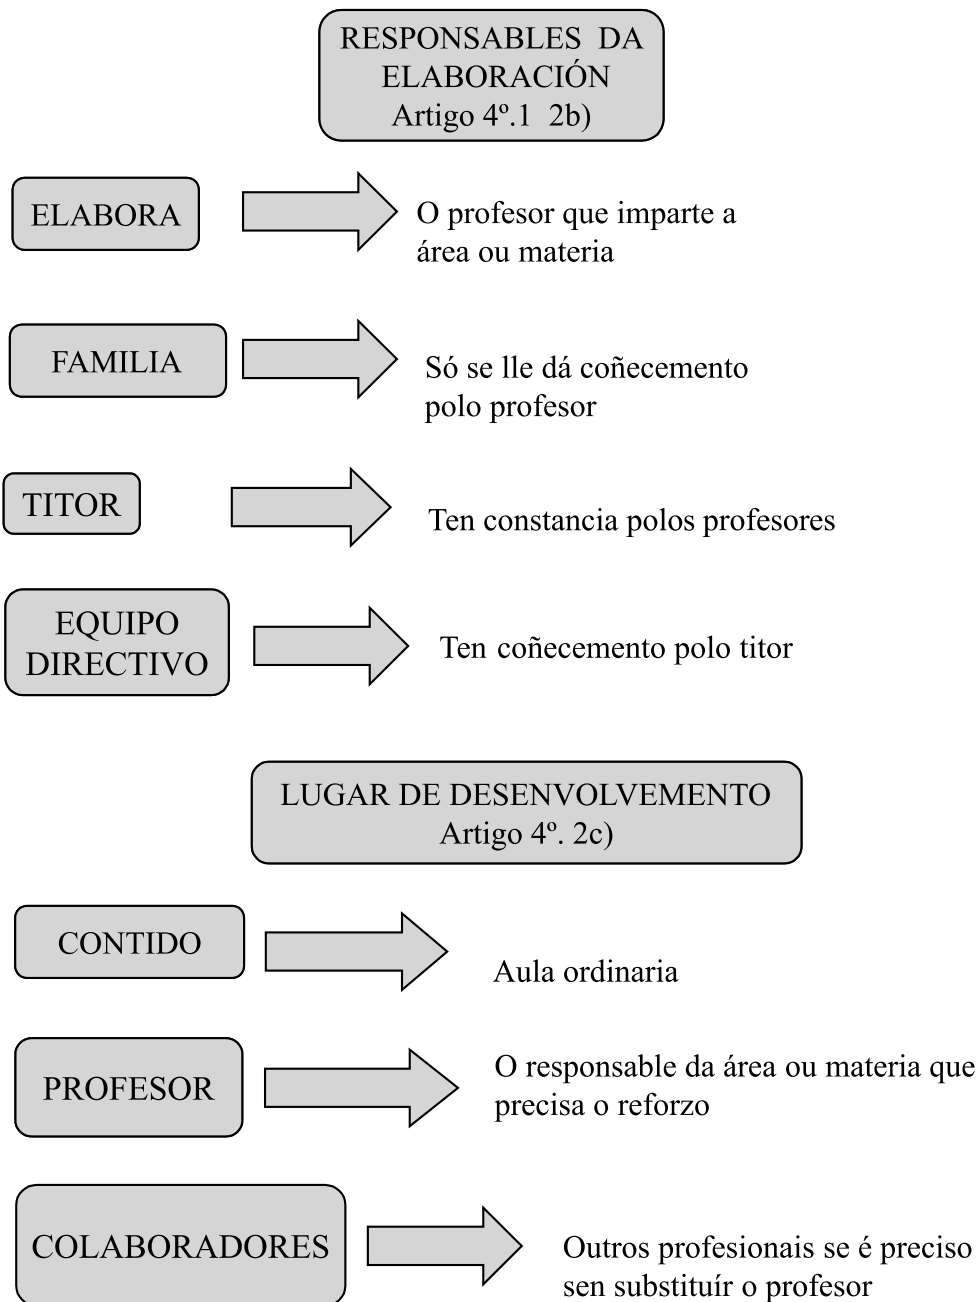 RESPONSABLES DA
ELABORACIÓN
Artigo 4º.1 2b)
ELABORA
O profesor que imparte a
área ou materia
FAMILIA
Só se lle dá coñecemento
polo profesor
TITOR
Ten constancia polos profesores
EQUIPO
DIRECTIVO
Ten coñecemento polo titor
LUGAR DE DESENVOLVEMENTO
Artigo 4º. 2c)
CONTIDO
Aula ordinaria
PROFESOR
O responsable da área ou materia que
precisa o reforzo
COLABORADORES
Outros profesionais se é preciso
sen substituír o profesor